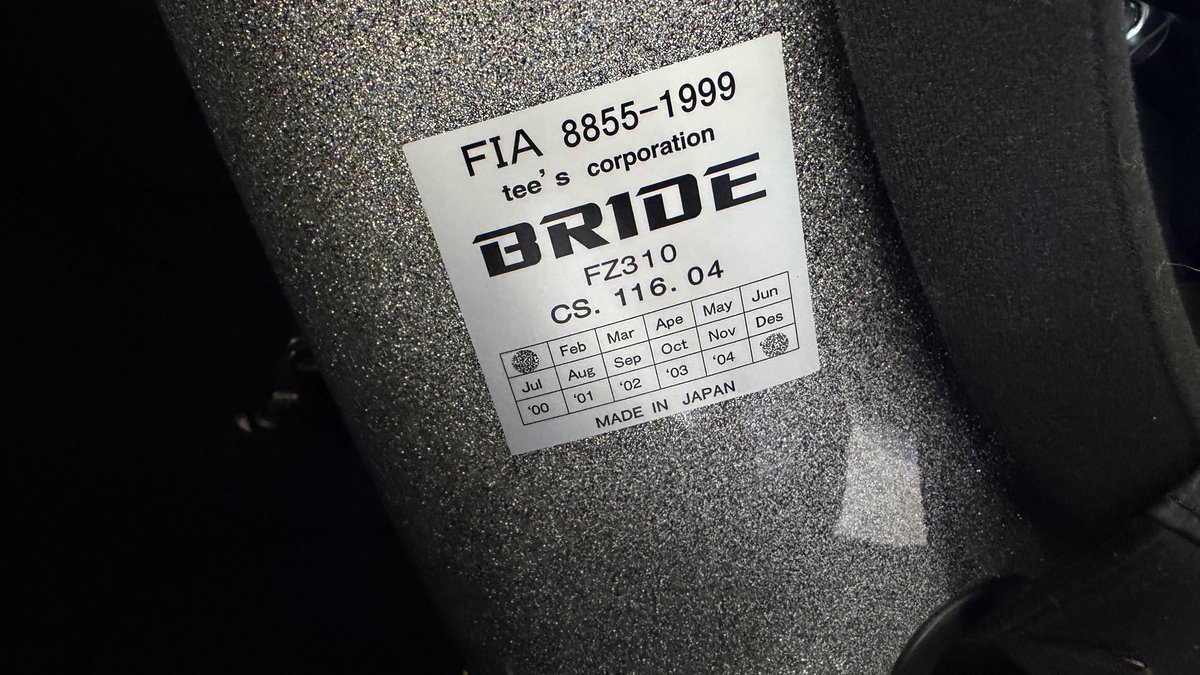 FIA 8855-1999
tee's corporation
BRIDE
FZ310
CS. 116. 04
Feb Mar Ape May Jun
Jul Aug Sep Oct Nov Des
'00 '01 '02 '03 '04
MADE IN JAPAN